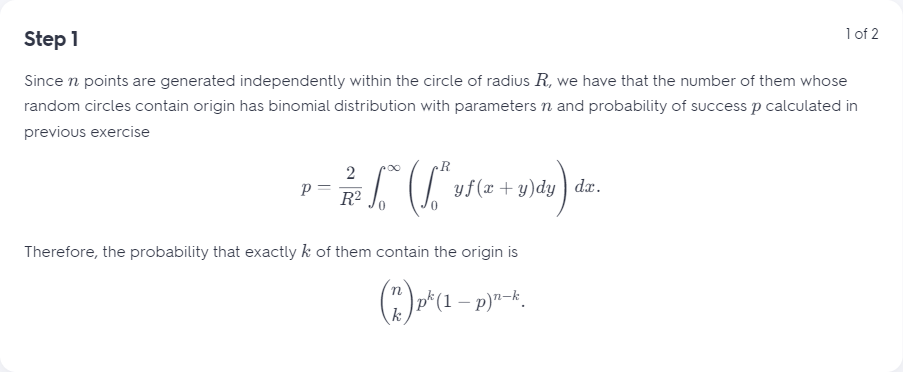 Step 1
1 of 2
Since n points are generated independently within the circle of radius R, we have that the number of them whose
random circles contain origin has binomial distribution with parameters n and probability of success p calculated in
previous exercise
p = \frac{2}{R^2} \int_0^\infty \left( \int_0^R y f(x + y) dy \right) dx.
Therefore, the probability that exactly k of them contain the origin is
\binom{n}{k} p^k (1 − p)^{n−k}.